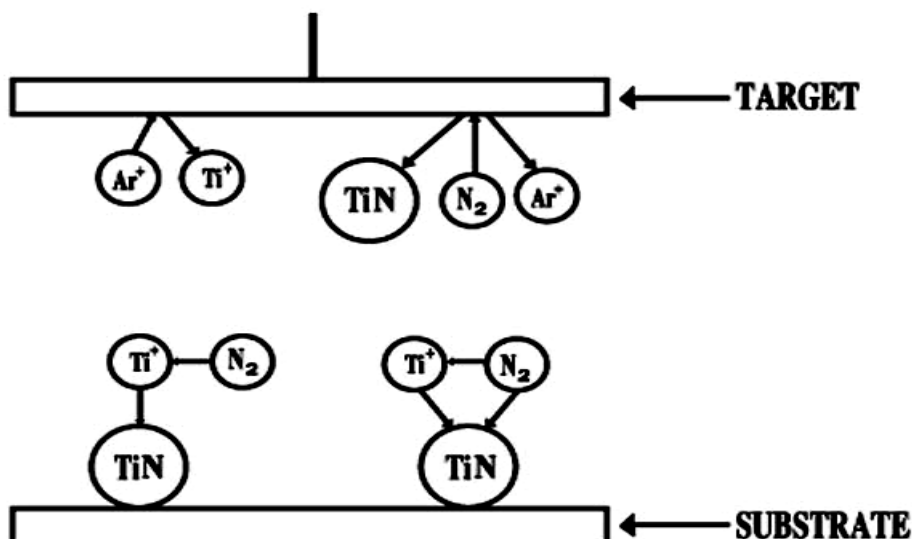 TARGET
Ar⁺ Ti⁺ TiN N₂ Ar⁺
Ti⁺ N₂ Ti⁺ N₂
TiN TiN
SUBSTRATE